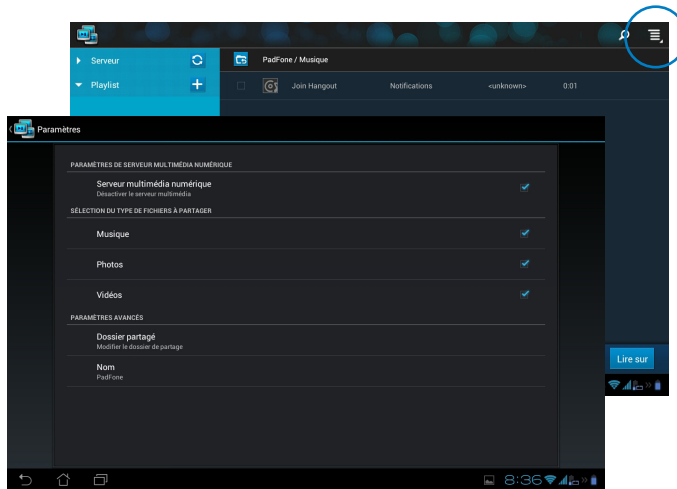 Serveur
PadFone / Musique
Playlist
Join Hangout Notifications <unknown> 0:01
Paramètres
PARAMÈTRES DE SERVEUR MULTIMÉDIA NUMÉRIQUE
Serveur multimédia numérique
Désactiver le serveur multimédia
SÉLECTION DU TYPE DE FICHIERS À PARTAGER
Musique
Photos
Vidéos
PARAMÈTRES AVANCÉS
Dossier partagé
Modifier le dossier de partage
Nom
PadFone
Lire sur
8:36